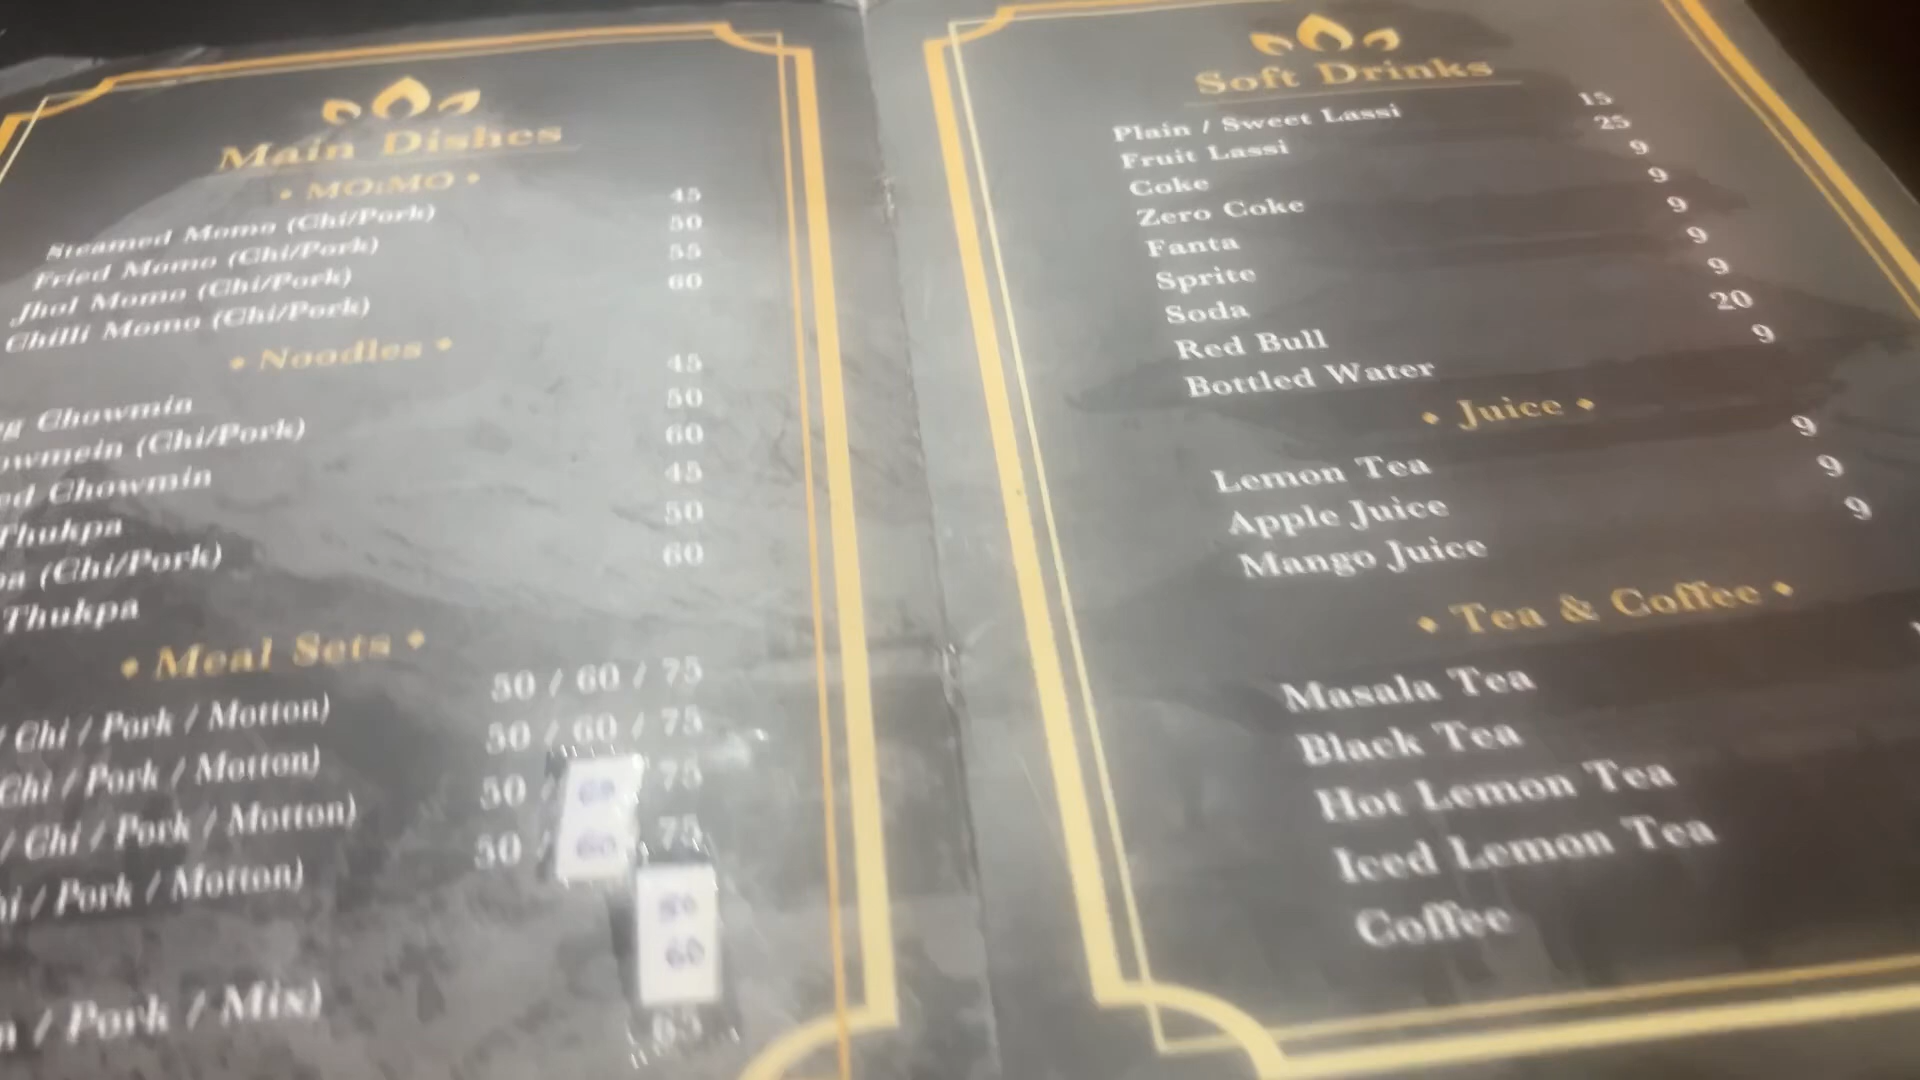 Main Dishes
• MO:MO •
Steamed Momo (Chi/Pork) 45
Fried Momo (Chi/Pork) 50
Jhol Momo (Chi/Pork) 55
Chilli Momo (Chi/Pork) 60
• Noodles •
Chowmin 45
(Chi/Pork) 50
Chowmin 60
Thukpa 45
(Chi/Pork) 50
Thukpa 60
• Meal Sets •
/ Chi / Pork / Motton) 50 / 60 / 75
Chi / Pork / Motton) 50 / 60 / 75
/ Chi / Pork / Motton) 50 / 60 75
/ Pork / Motton) 50 / 60 75
60
/ Pork / Mix)
Soft Drinks
Plain / Sweet Lassi 15
Fruit Lassi 25
Coke 9
Zero Coke 9
Fanta 9
Sprite 9
Soda 9
Red Bull 20
Bottled Water 9
• Juice •
Lemon Tea 9
Apple Juice 9
Mango Juice 9
• Tea & Coffee •
Masala Tea
Black Tea
Hot Lemon Tea
Iced Lemon Tea
Coffee